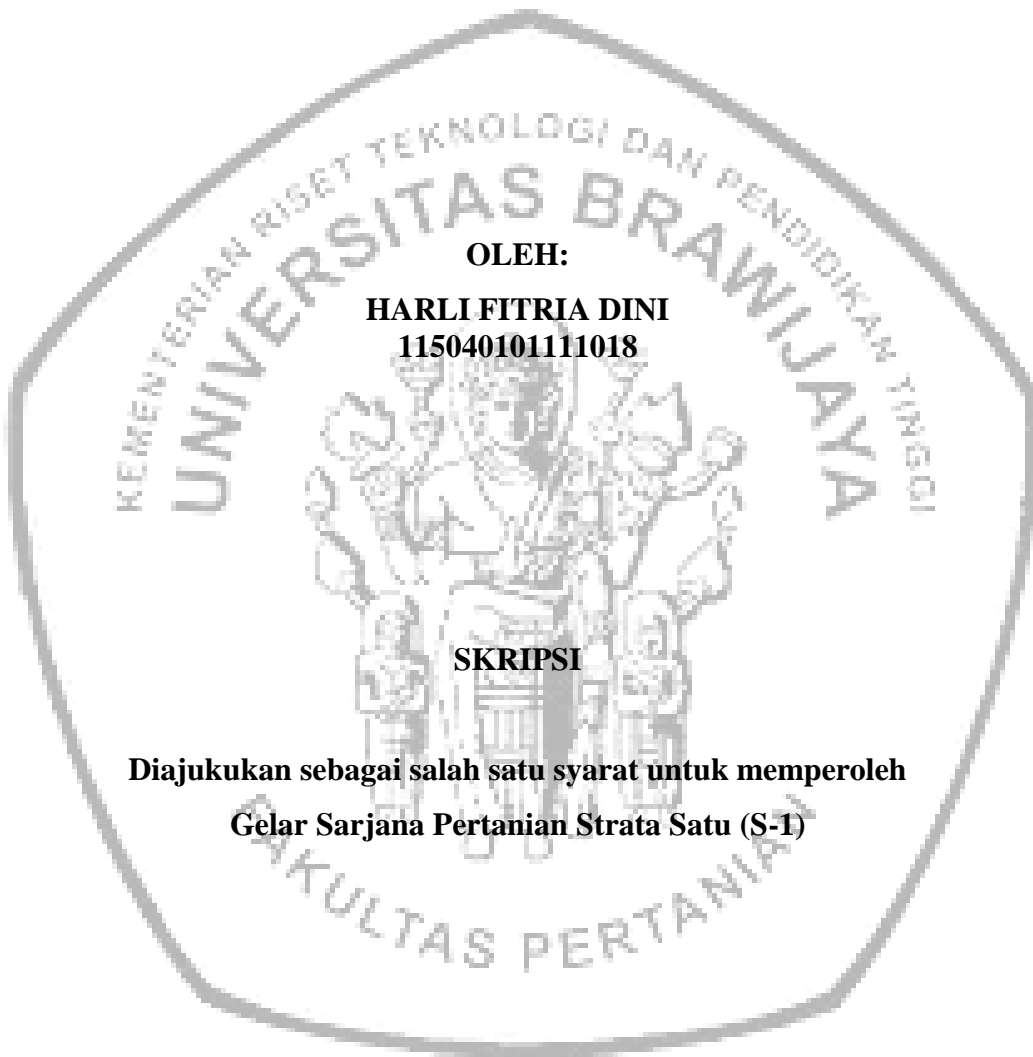 KEMENTERIAN RISET TEKNOLOGI DAN PENDIDIKAN TINGGI
UNIVERSITAS BRAWIJAYA
OLEH:
HARLI FITRIA DINI
115040101111018
SKRIPSI
Diajukukan sebagai salah satu syarat untuk memperoleh
Gelar Sarjana Pertanian Strata Satu (S-1)
FAKULTAS PERTANIAN